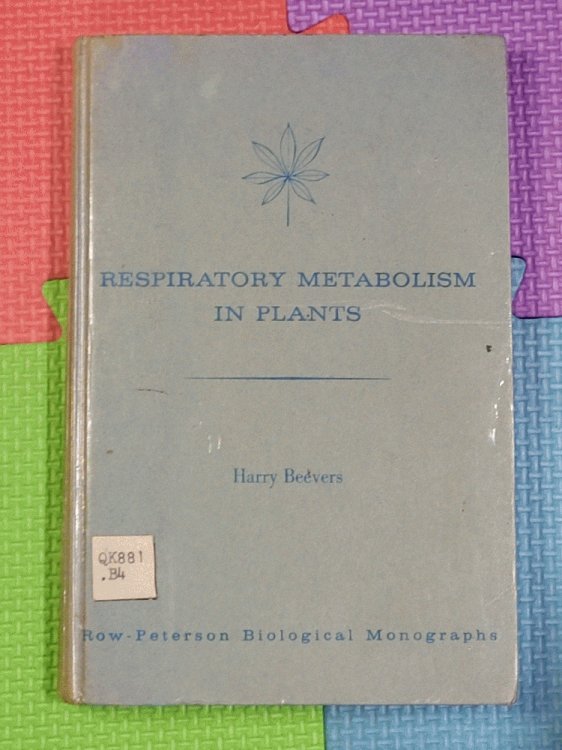 RESPIRATORY METABOLISM
IN PLANTS
Harry Beevers
QK881
.B4
Row-Peterson Biological Monographs